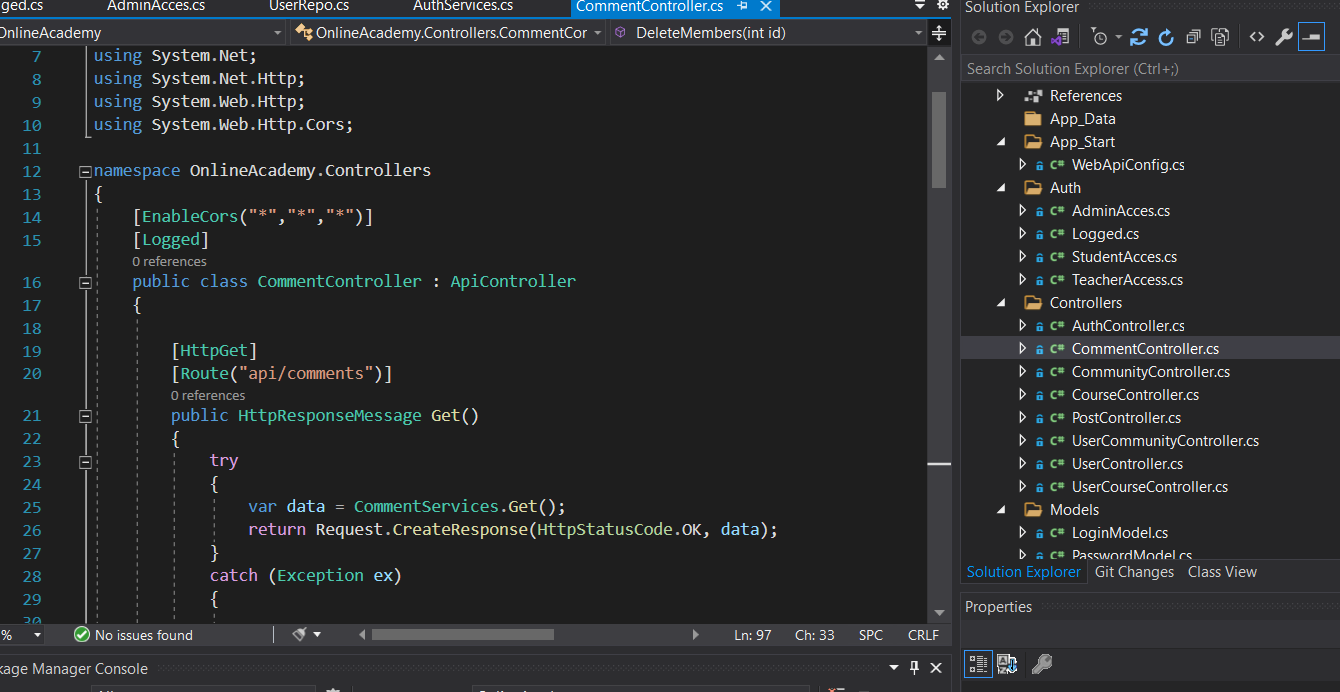 ged.cs AdminAcces.cs UserRepo.cs AuthServices.cs CommentController.cs
OnlineAcademy OnlineAcademy.Controllers.CommentCor DeleteMembers(int id)
7 using System.Net;
8 using System.Net.Http;
9 using System.Web.Http;
10 using System.Web.Http.Cors;
11
12 namespace OnlineAcademy.Controllers
13 {
14 [EnableCors("*","*","*")]
15 [Logged]
0 references
16 public class CommentController : ApiController
17 {
18
19 [HttpGet]
20 [Route("api/comments")]
0 references
21 public HttpResponseMessage Get()
22 {
23 try
24 {
25 var data = CommentServices.Get();
26 return Request.CreateResponse(HttpStatusCode.OK, data);
27 }
28 catch (Exception ex)
29 {
30
% No issues found Ln: 97 Ch: 33 SPC CRLF
kage Manager Console
Solution Explorer
Search Solution Explorer (Ctrl+;)
References
App_Data
App_Start
C# WebApiConfig.cs
Auth
C# AdminAcces.cs
C# Logged.cs
C# StudentAcces.cs
C# TeacherAccess.cs
Controllers
C# AuthController.cs
C# CommentController.cs
C# CommunityController.cs
C# CourseController.cs
C# PostController.cs
C# UserCommunityController.cs
C# UserController.cs
C# UserCourseController.cs
Models
C# LoginModel.cs
C# PasswordModel.cs
Solution Explorer Git Changes Class View
Properties